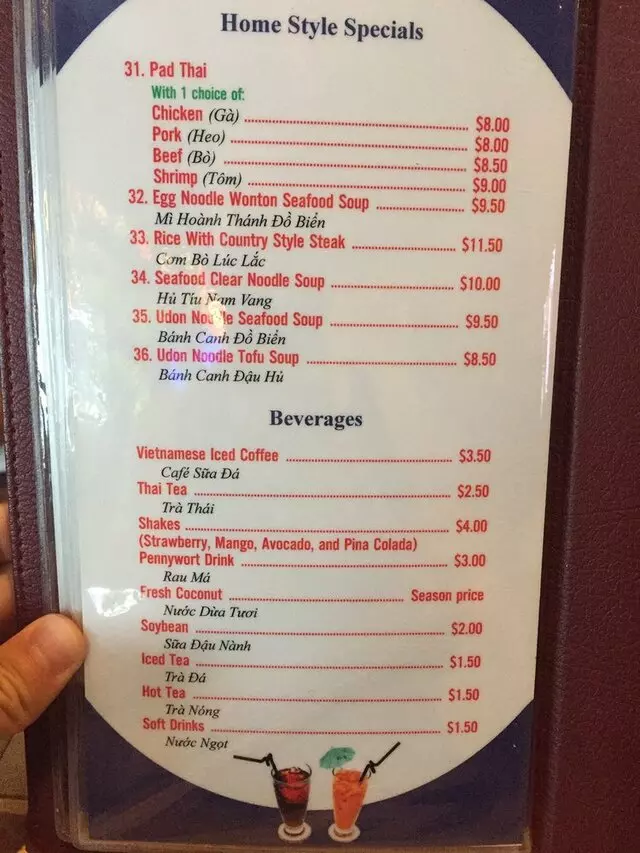 Home Style Specials
31. Pad Thai
With 1 choice of:
Chicken (Gà) $8.00
Pork (Heo) $8.00
Beef (Bò) $8.50
Shrimp (Tôm) $9.00
32. Egg Noodle Wonton Seafood Soup $9.50
Mì Hoành Thánh Đồ Biển
33. Rice With Country Style Steak $11.50
Cơm Bò Lúc Lắc
34. Seafood Clear Noodle Soup $10.00
Hủ Tíu Nam Vang
35. Udon Noodle Seafood Soup $9.50
Bánh Canh Đồ Biển
36. Udon Noodle Tofu Soup $8.50
Bánh Canh Đậu Hủ
Beverages
Vietnamese Iced Coffee $3.50
Café Sữa Đá
Thai Tea $2.50
Trà Thái
Shakes $4.00
(Strawberry, Mango, Avocado, and Pina Colada)
Pennywort Drink $3.00
Rau Má
Fresh Coconut Season price
Nước Dừa Tươi
Soybean $2.00
Sữa Đậu Nành
Iced Tea $1.50
Trà Đá
Hot Tea $1.50
Trà Nóng
Soft Drinks $1.50
Nước Ngọt